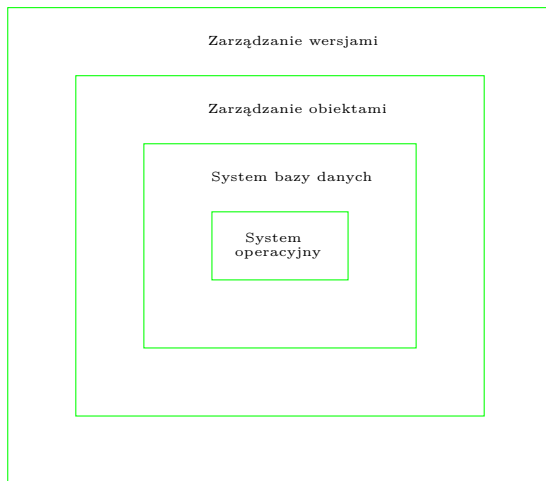 Zarządzanie wersjami
Zarządzanie obiektami
System bazy danych
System
operacyjny